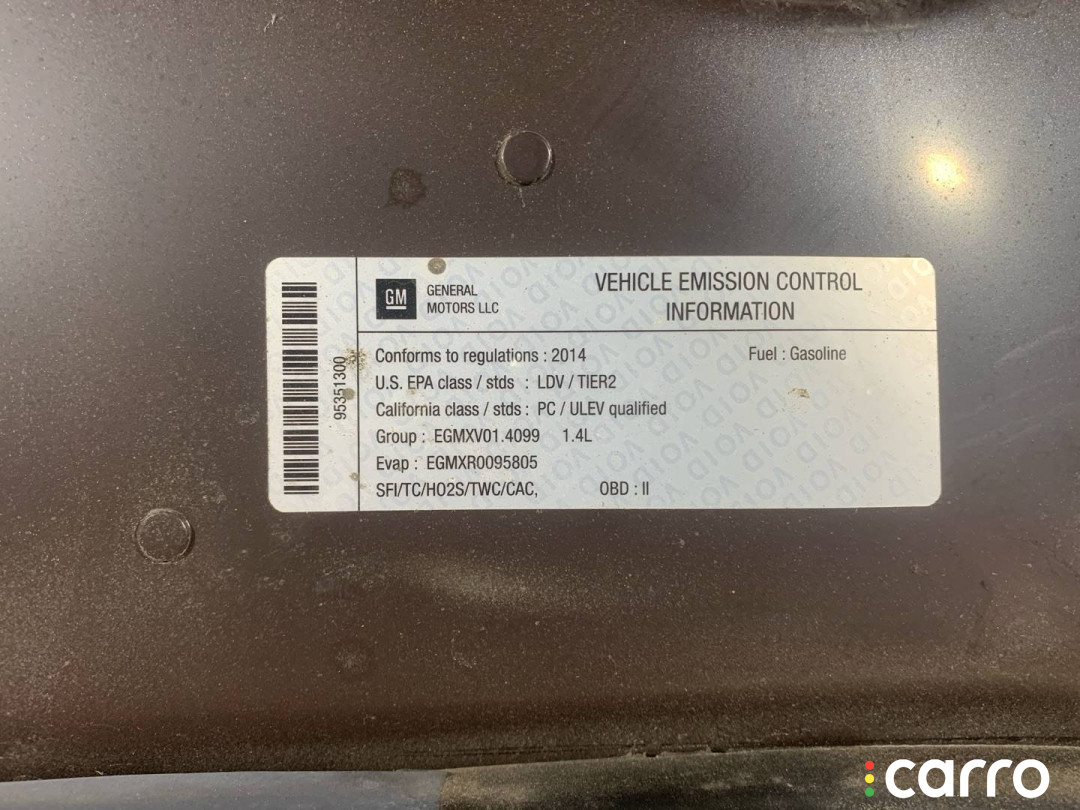 GM
GENERAL
MOTORS LLC
VEHICLE EMISSION CONTROL
INFORMATION
95351300
Conforms to regulations : 2014 Fuel : Gasoline
U.S. EPA class / stds : LDV / TIER2
California class / stds : PC / ULEV qualified
Group : EGMXV01.4099 1.4L
Evap : EGMXR0095805
SFI/TC/HO2S/TWC/CAC, OBD : II
carro